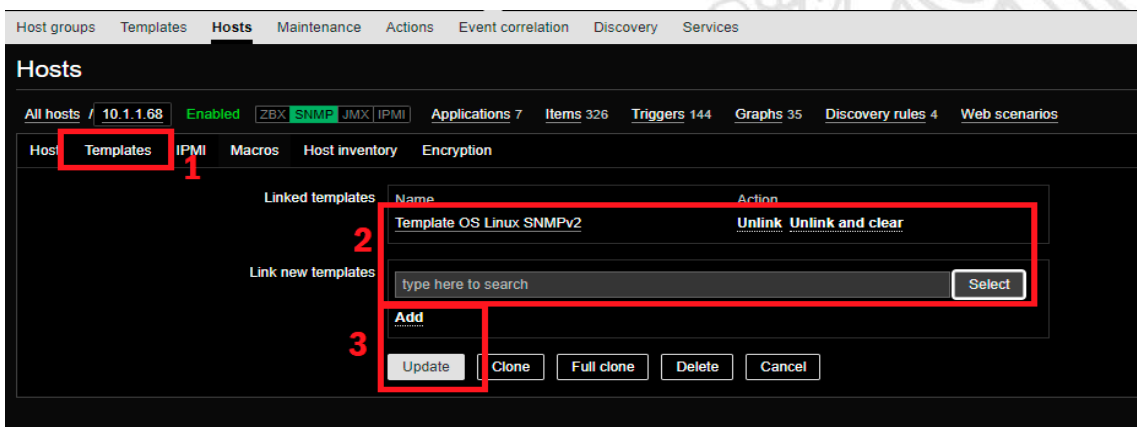 Host groups Templates Hosts Maintenance Actions Event correlation Discovery Services
Hosts
All hosts / 10.1.1.68 Enabled ZBX SNMP JMX IPMI Applications 7 Items 326 Triggers 144 Graphs 35 Discovery rules 4 Web scenarios
Host Templates IPMI Macros Host inventory Encryption
1
Linked templates Name Action
Template OS Linux SNMPv2 Unlink Unlink and clear
2
Link new templates type here to search Select
Add
3
Update Clone Full clone Delete Cancel